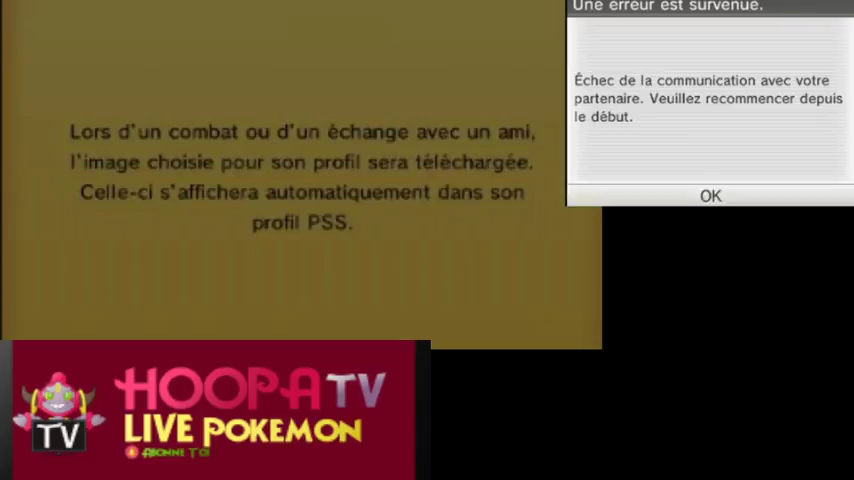 Une erreur est survenue.
Échec de la communication avec votre
partenaire. Veuillez recommencer depuis
le début.
OK
Lors d'un combat ou d'un échange avec un ami,
l'image choisie pour son profil sera téléchargée.
Celle-ci s'affichera automatiquement dans son
profil PSS.
HOOPA TV
LIVE POKEMON
ABONNE TOI
TV